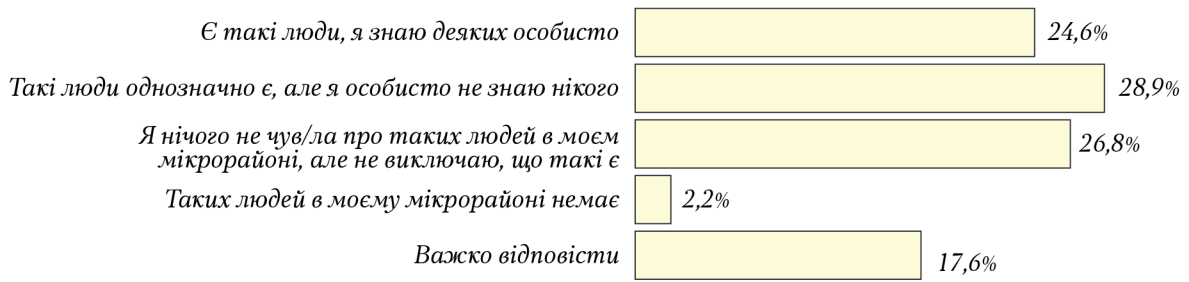 Є такі люди, я знаю деяких особисто
24,6%
Такі люди однозначно є, але я особисто не знаю нікого
28,9%
Я нічого не чув/ла про таких людей в моєм
мікрорайоні, але не виключаю, що такі є
26,8%
Таких людей в моєму мікрорайоні немає
2,2%
Важко відповісти
17,6%